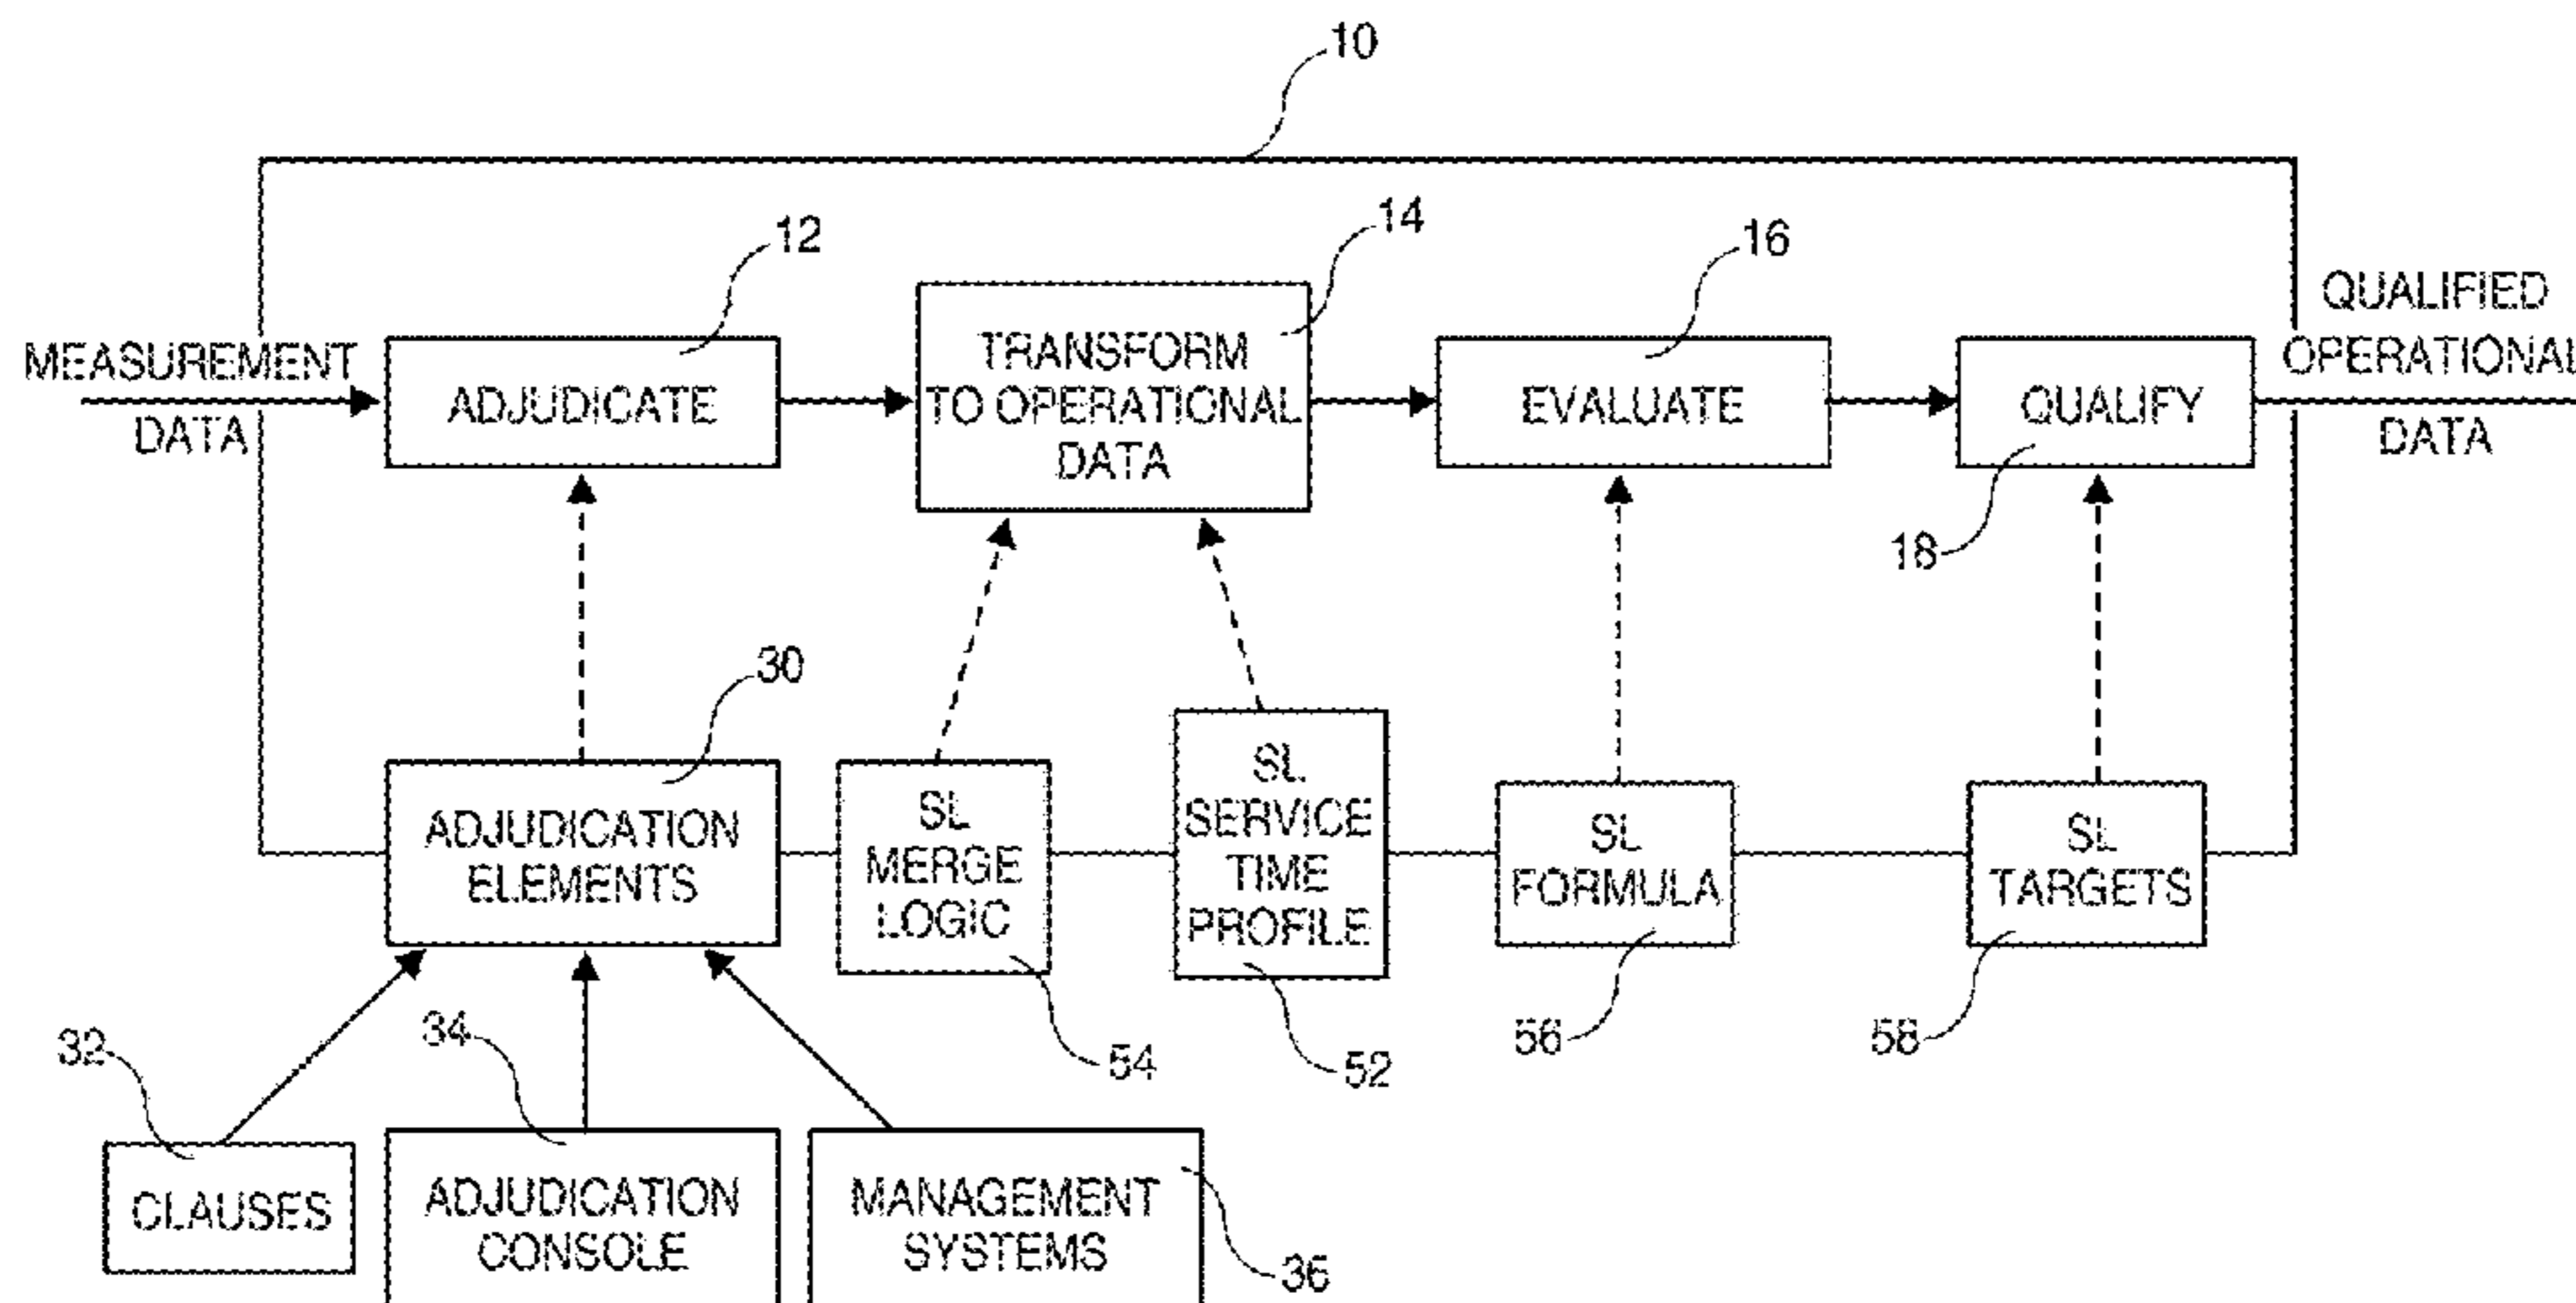 10
12
14
16
MEASUREMENT
DATA
ADJUDICATE
TRANSFORM
TO OPERATIONAL
DATA
EVALUATE
QUALIFY
18
QUALIFIED
OPERATIONAL
DATA
30
ADJUDICATION
ELEMENTS
SL
MERGE
LOGIC
SL
SERVICE
TIME
PROFILE
SL
FORMULA
SL
TARGETS
32
34
54
52
56
58
CLAUSES
ADJUDICATION
CONSOLE
MANAGEMENT
SYSTEMS
36